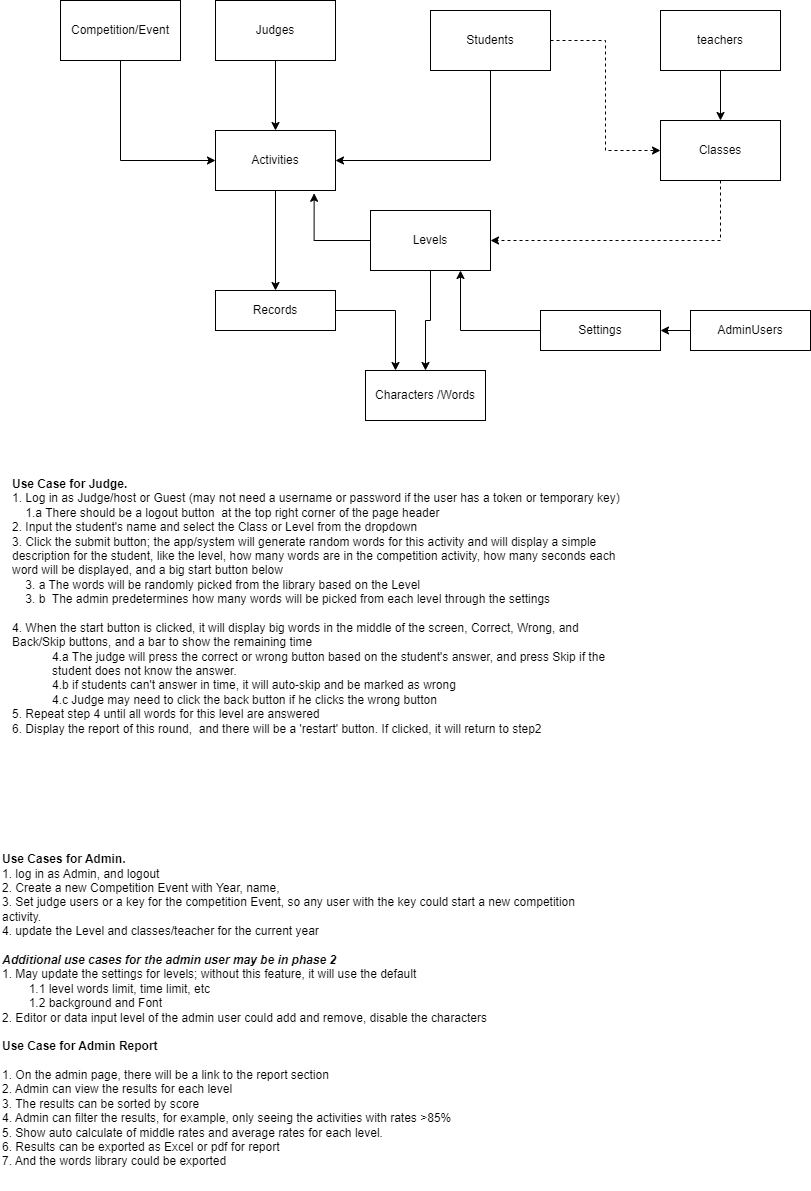 Competition/Event
Judges
Students
teachers
Activities
Classes
Levels
Records
Settings
AdminUsers
Characters /Words
Use Case for Judge.
1. Log in as Judge/host or Guest (may not need a username or password if the user has a token or temporary key)
1.a There should be a logout button  at the top right corner of the page header
2. Input the student's name and select the Class or Level from the dropdown
3. Click the submit button; the app/system will generate random words for this activity and will display a simple
description for the student, like the level, how many words are in the competition activity, how many seconds each
word will be displayed, and a big start button below
3. a The words will be randomly picked from the library based on the Level
3. b  The admin predetermines how many words will be picked from each level through the settings
4. When the start button is clicked, it will display big words in the middle of the screen, Correct, Wrong, and
Back/Skip buttons, and a bar to show the remaining time
4.a The judge will press the correct or wrong button based on the student's answer, and press Skip if the
student does not know the answer.
4.b if students can't answer in time, it will auto-skip and be marked as wrong
4.c Judge may need to click the back button if he clicks the wrong button
5. Repeat step 4 until all words for this level are answered
6. Display the report of this round,  and there will be a 'restart' button. If clicked, it will return to step2
Use Cases for Admin.
1. log in as Admin, and logout
2. Create a new Competition Event with Year, name,
3. Set judge users or a key for the competition Event, so any user with the key could start a new competition
activity.
4. update the Level and classes/teacher for the current year
Additional use cases for the admin user may be in phase 2
1. May update the settings for levels; without this feature, it will use the default
1.1 level words limit, time limit, etc
1.2 background and Font
2. Editor or data input level of the admin user could add and remove, disable the characters
Use Case for Admin Report
1. On the admin page, there will be a link to the report section
2. Admin can view the results for each level
3. The results can be sorted by score
4. Admin can filter the results, for example, only seeing the activities with rates >85%
5. Show auto calculate of middle rates and average rates for each level.
6. Results can be exported as Excel or pdf for report
7. And the words library could be exported